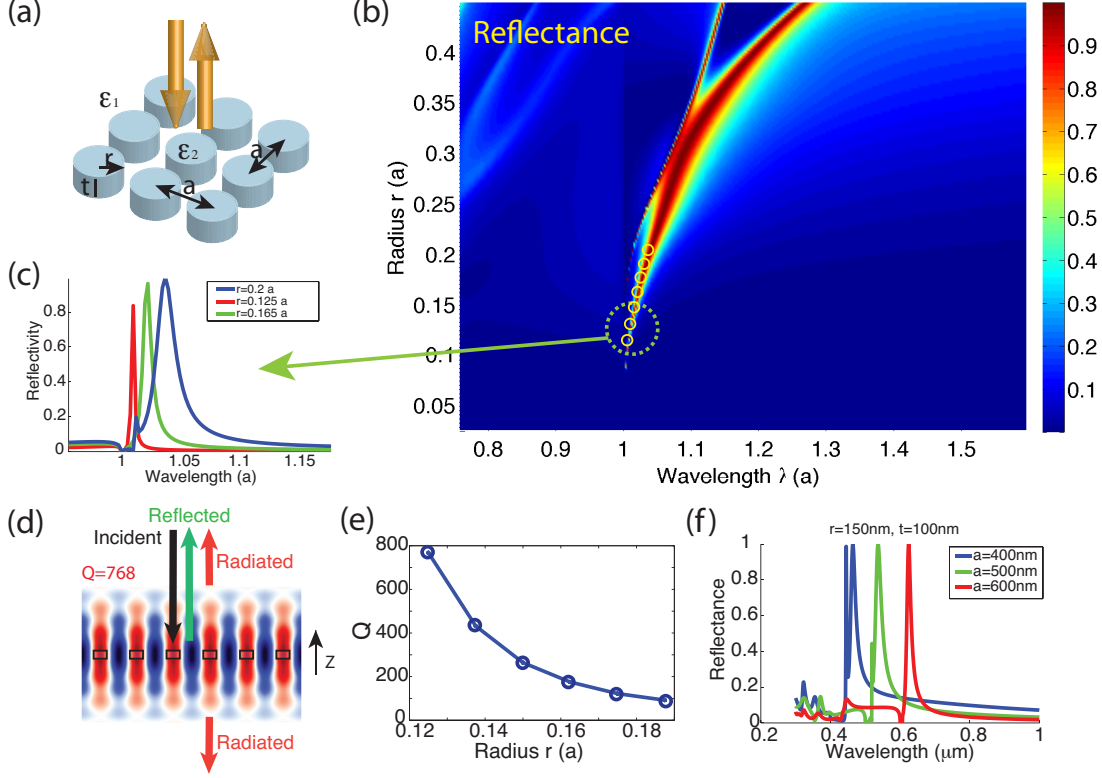 (a)
ε1
ε2
r
t
a
a
(b)
Reflectance
Radius r (a)
0.4
0.35
0.3
0.25
0.2
0.15
0.1
0.05
0.8
0.9
1
1.1
1.2
1.3
1.4
1.5
Wavelength λ (a)
0.9
0.8
0.7
0.6
0.5
0.4
0.3
0.2
0.1
(c)
r=0.2 a
r=0.125 a
r=0.165 a
Reflectivity
0.8
0.6
0.4
0.2
0
1
1.05
1.1
1.15
Wavelength (a)
(d)
Reflected
Incident
Radiated
Q=768
Z
Radiated
(e)
Q
800
600
400
200
0
0.12
0.14
0.16
0.18
Radius r (a)
(f)
r=150nm, t=100nm
a=400nm
a=500nm
a=600nm
Reflectance
1
0.8
0.6
0.4
0.2
0
0.2
0.4
0.6
0.8
1
Wavelength (μm)